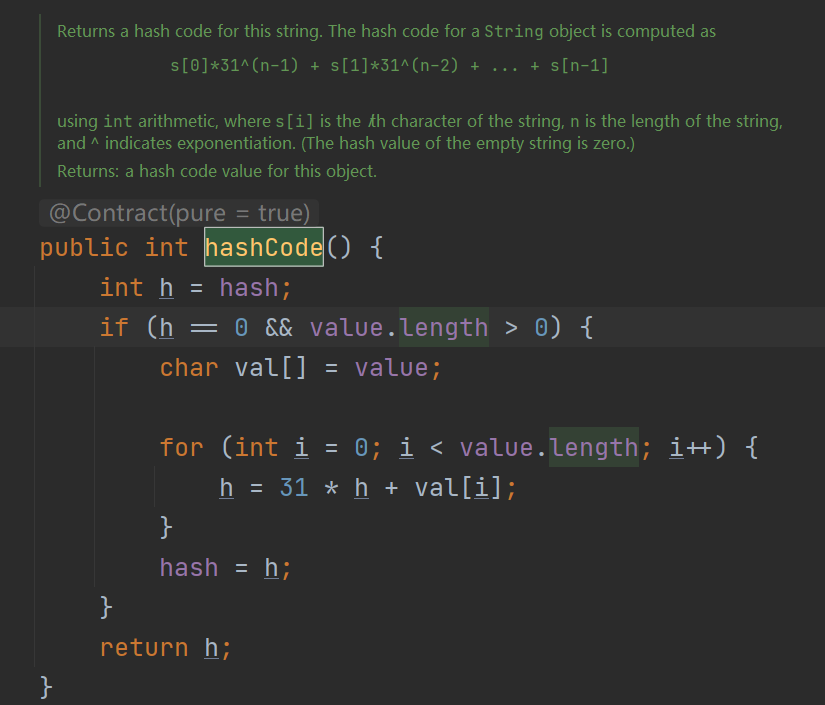 Returns a hash code for this string. The hash code for a String object is computed as
s[0]*31^(n-1) + s[1]*31^(n-2) + ... + s[n-1]
using int arithmetic, where s[i] is the ith character of the string, n is the length of the string,
and ^ indicates exponentiation. (The hash value of the empty string is zero.)
Returns: a hash code value for this object.
@Contract(pure = true)
public int hashCode() {
int h = hash;
if (h == 0 && value.length > 0) {
char val[] = value;
for (int i = 0; i < value.length; i++) {
h = 31 * h + val[i];
}
hash = h;
}
return h;
}